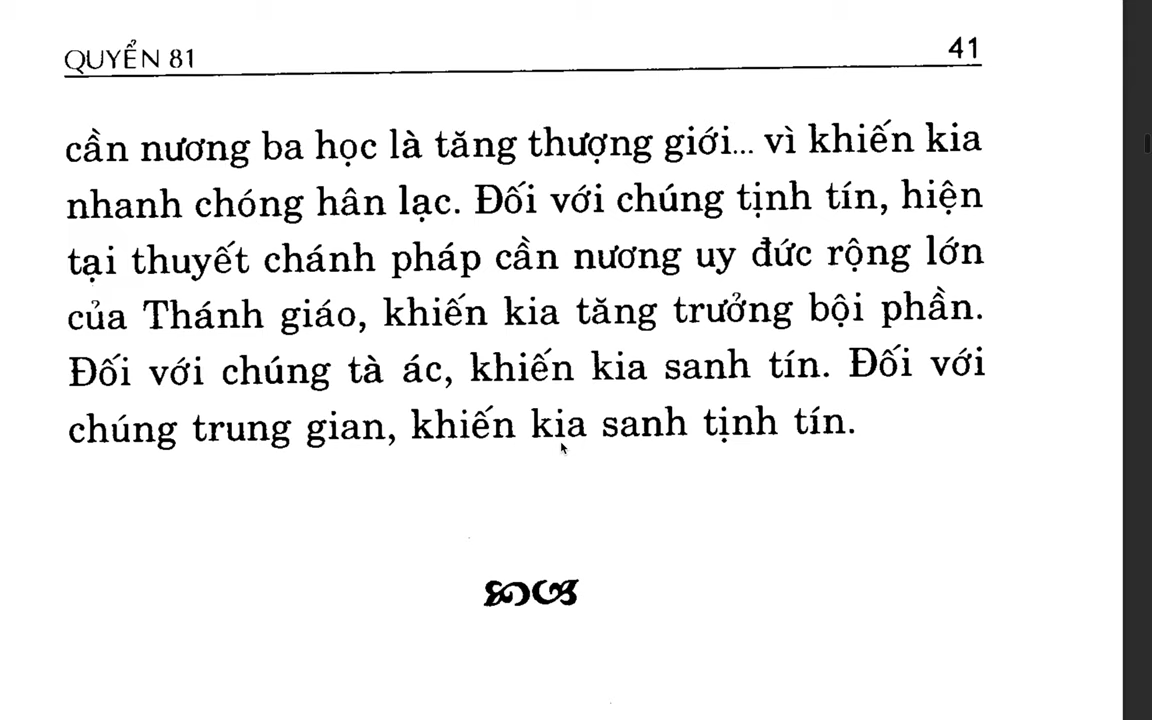 QUYỂN 81
41
cần nương ba học là tăng thượng giới... vì khiến kia
nhanh chóng hân lạc. Đối với chúng tịnh tín, hiện
tại thuyết chánh pháp cần nương uy đức rộng lớn
của Thánh giáo, khiến kia tăng trưởng bội phần.
Đối với chúng tà ác, khiến kia sanh tín. Đối với
chúng trung gian, khiến kia sanh tịnh tín.